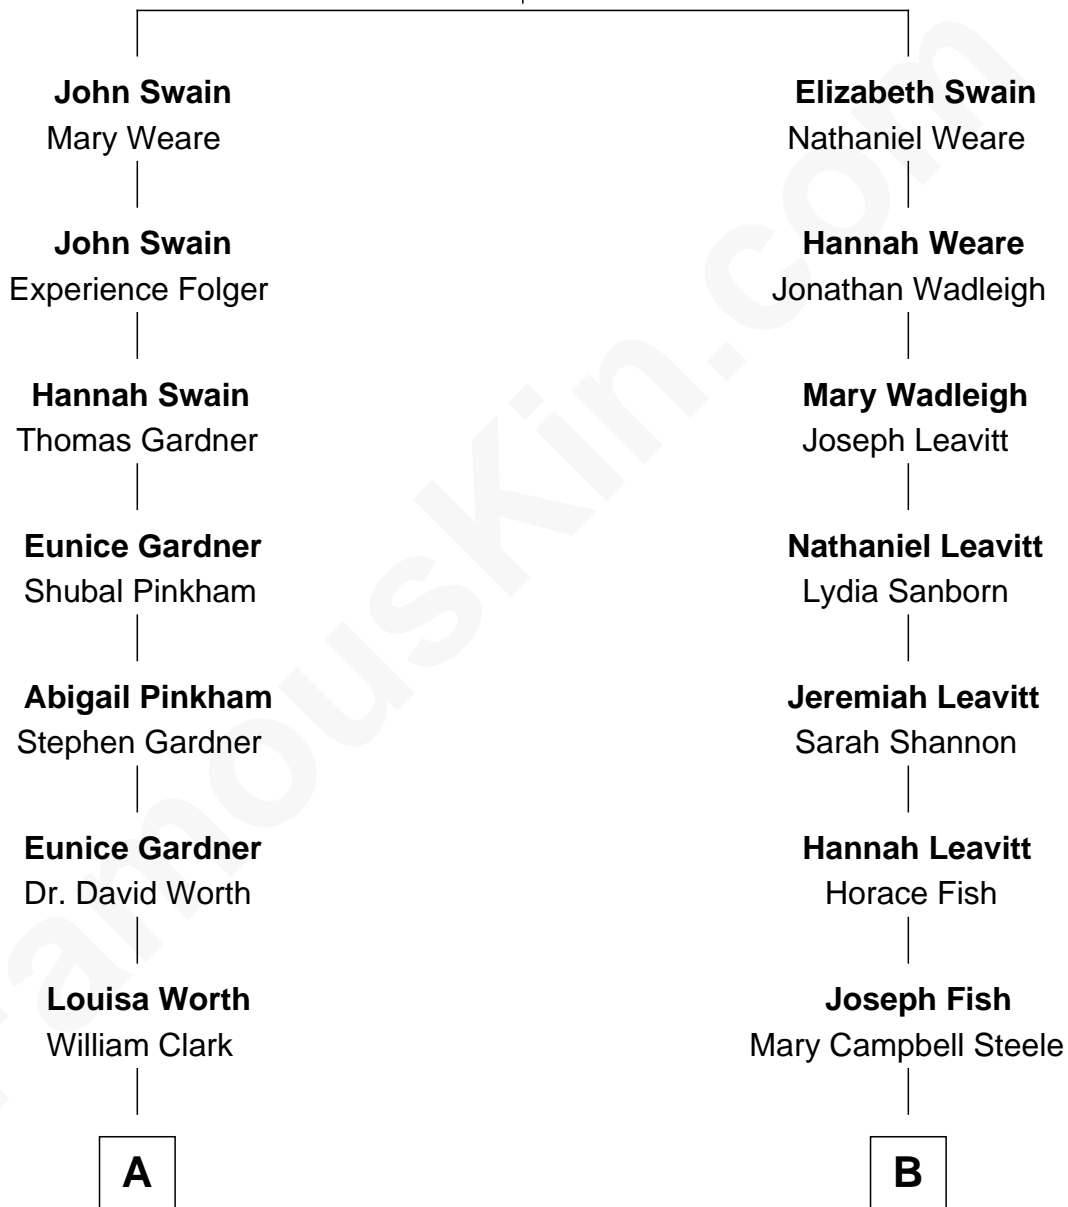 John Swain
Mary Weare
John Swain
Experience Folger
Hannah Swain
Thomas Gardner
Eunice Gardner
Shubal Pinkham
Abigail Pinkham
Stephen Gardner
Eunice Gardner
Dr. David Worth
Louisa Worth
William Clark
A
Elizabeth Swain
Nathaniel Weare
Hannah Weare
Jonathan Wadleigh
Mary Wadleigh
Joseph Leavitt
Nathaniel Leavitt
Lydia Sanborn
Jeremiah Leavitt
Sarah Shannon
Hannah Leavitt
Horace Fish
Joseph Fish
Mary Campbell Steele
B
FamousKin.com